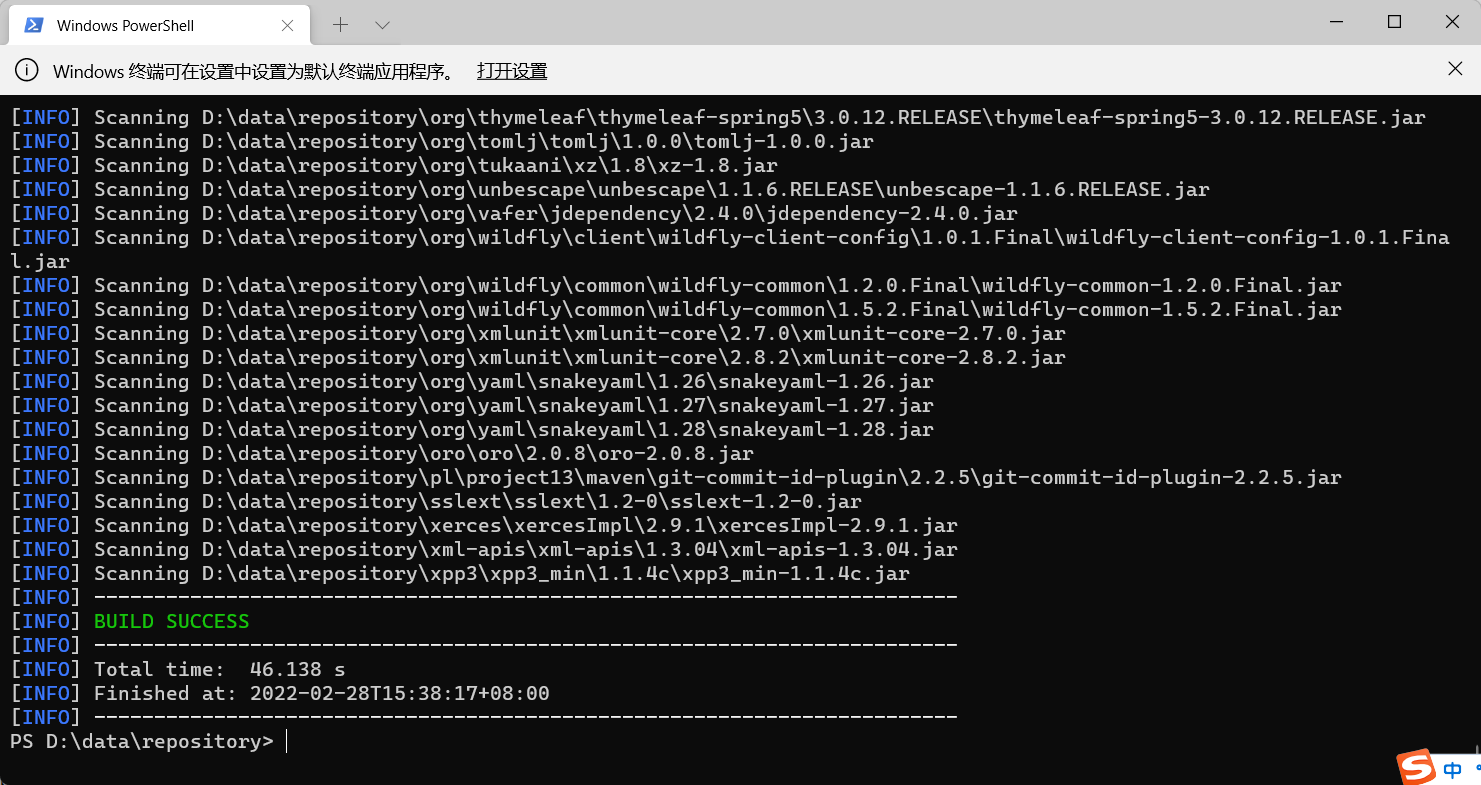 Windows PowerShell
Windows 终端可在设置中设置为默认终端应用程序。 打开设置
[INFO] Scanning D:\data\repository\org\thymeleaf\thymeleaf-spring5\3.0.12.RELEASE\thymeleaf-spring5-3.0.12.RELEASE.jar
[INFO] Scanning D:\data\repository\org\tomlj\tomlj\1.0.0\tomlj-1.0.0.jar
[INFO] Scanning D:\data\repository\org\tukaani\xz\1.8\xz-1.8.jar
[INFO] Scanning D:\data\repository\org\unbescape\unbescape\1.1.6.RELEASE\unbescape-1.1.6.RELEASE.jar
[INFO] Scanning D:\data\repository\org\vafer\jdependency\2.4.0\jdependency-2.4.0.jar
[INFO] Scanning D:\data\repository\org\wildfly\client\wildfly-client-config\1.0.1.Final\wildfly-client-config-1.0.1.Fina
l.jar
[INFO] Scanning D:\data\repository\org\wildfly\common\wildfly-common\1.2.0.Final\wildfly-common-1.2.0.Final.jar
[INFO] Scanning D:\data\repository\org\wildfly\common\wildfly-common\1.5.2.Final\wildfly-common-1.5.2.Final.jar
[INFO] Scanning D:\data\repository\org\xmlunit\xmlunit-core\2.7.0\xmlunit-core-2.7.0.jar
[INFO] Scanning D:\data\repository\org\xmlunit\xmlunit-core\2.8.2\xmlunit-core-2.8.2.jar
[INFO] Scanning D:\data\repository\org\yaml\snakeyaml\1.26\snakeyaml-1.26.jar
[INFO] Scanning D:\data\repository\org\yaml\snakeyaml\1.27\snakeyaml-1.27.jar
[INFO] Scanning D:\data\repository\org\yaml\snakeyaml\1.28\snakeyaml-1.28.jar
[INFO] Scanning D:\data\repository\oro\oro\2.0.8\oro-2.0.8.jar
[INFO] Scanning D:\data\repository\pl\project13\maven\git-commit-id-plugin\2.2.5\git-commit-id-plugin-2.2.5.jar
[INFO] Scanning D:\data\repository\sslext\sslext\1.2-0\sslext-1.2-0.jar
[INFO] Scanning D:\data\repository\xerces\xercesImpl\2.9.1\xercesImpl-2.9.1.jar
[INFO] Scanning D:\data\repository\xml-apis\xml-apis\1.3.04\xml-apis-1.3.04.jar
[INFO] Scanning D:\data\repository\xpp3\xpp3_min\1.1.4c\xpp3_min-1.1.4c.jar
[INFO] ------------------------------------------------------------------------
[INFO] BUILD SUCCESS
[INFO] ------------------------------------------------------------------------
[INFO] Total time:  46.138 s
[INFO] Finished at: 2022-02-28T15:38:17+08:00
[INFO] ------------------------------------------------------------------------
PS D:\data\repository>
S 中